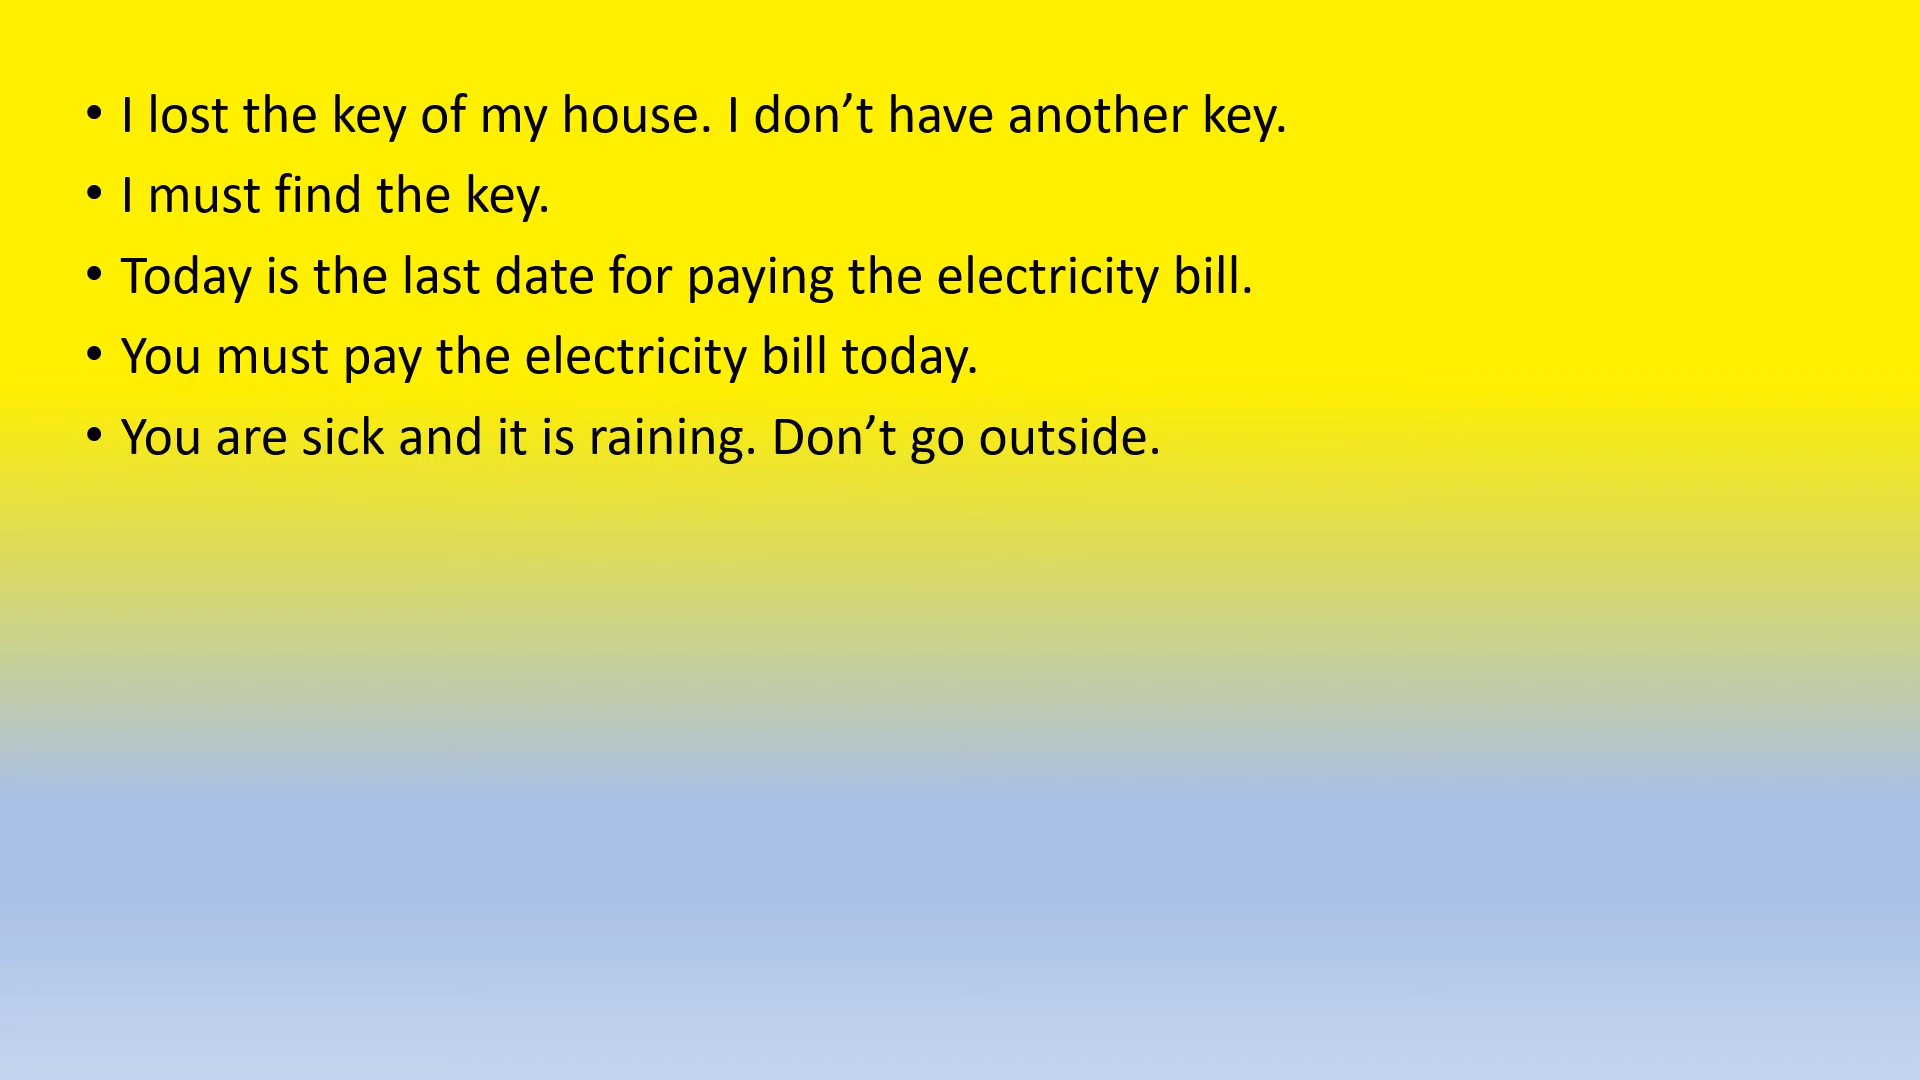 • I lost the key of my house. I don’t have another key.
• I must find the key.
• Today is the last date for paying the electricity bill.
• You must pay the electricity bill today.
• You are sick and it is raining. Don’t go outside.